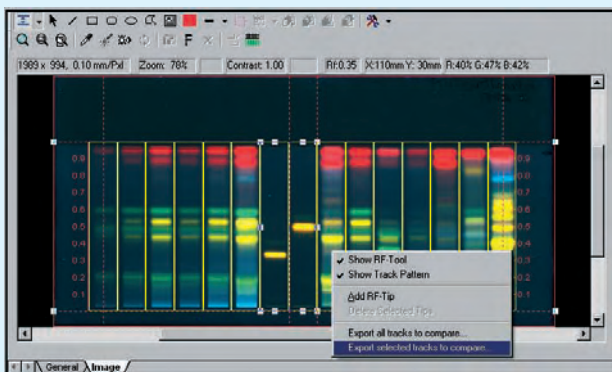 F
1989 x 994, 0.10 mm/Pxl Zoom: 78% Contrast: 1.00 Rf:0.35 X:110mm Y: 30mm R:40% G:47% B:42%
0.9 0.9
0.8 0.8
0.7 0.7
0.6 0.6
0.5 0.5
0.4 0.4
0.3 0.3
0.2 0.2
0.1 0.1
Show RF-Tool
Show Track Pattern
Add RF-Tip
Delete Selected Tips
Export all tracks to compare...
Export selected tracks to compare...
General Image